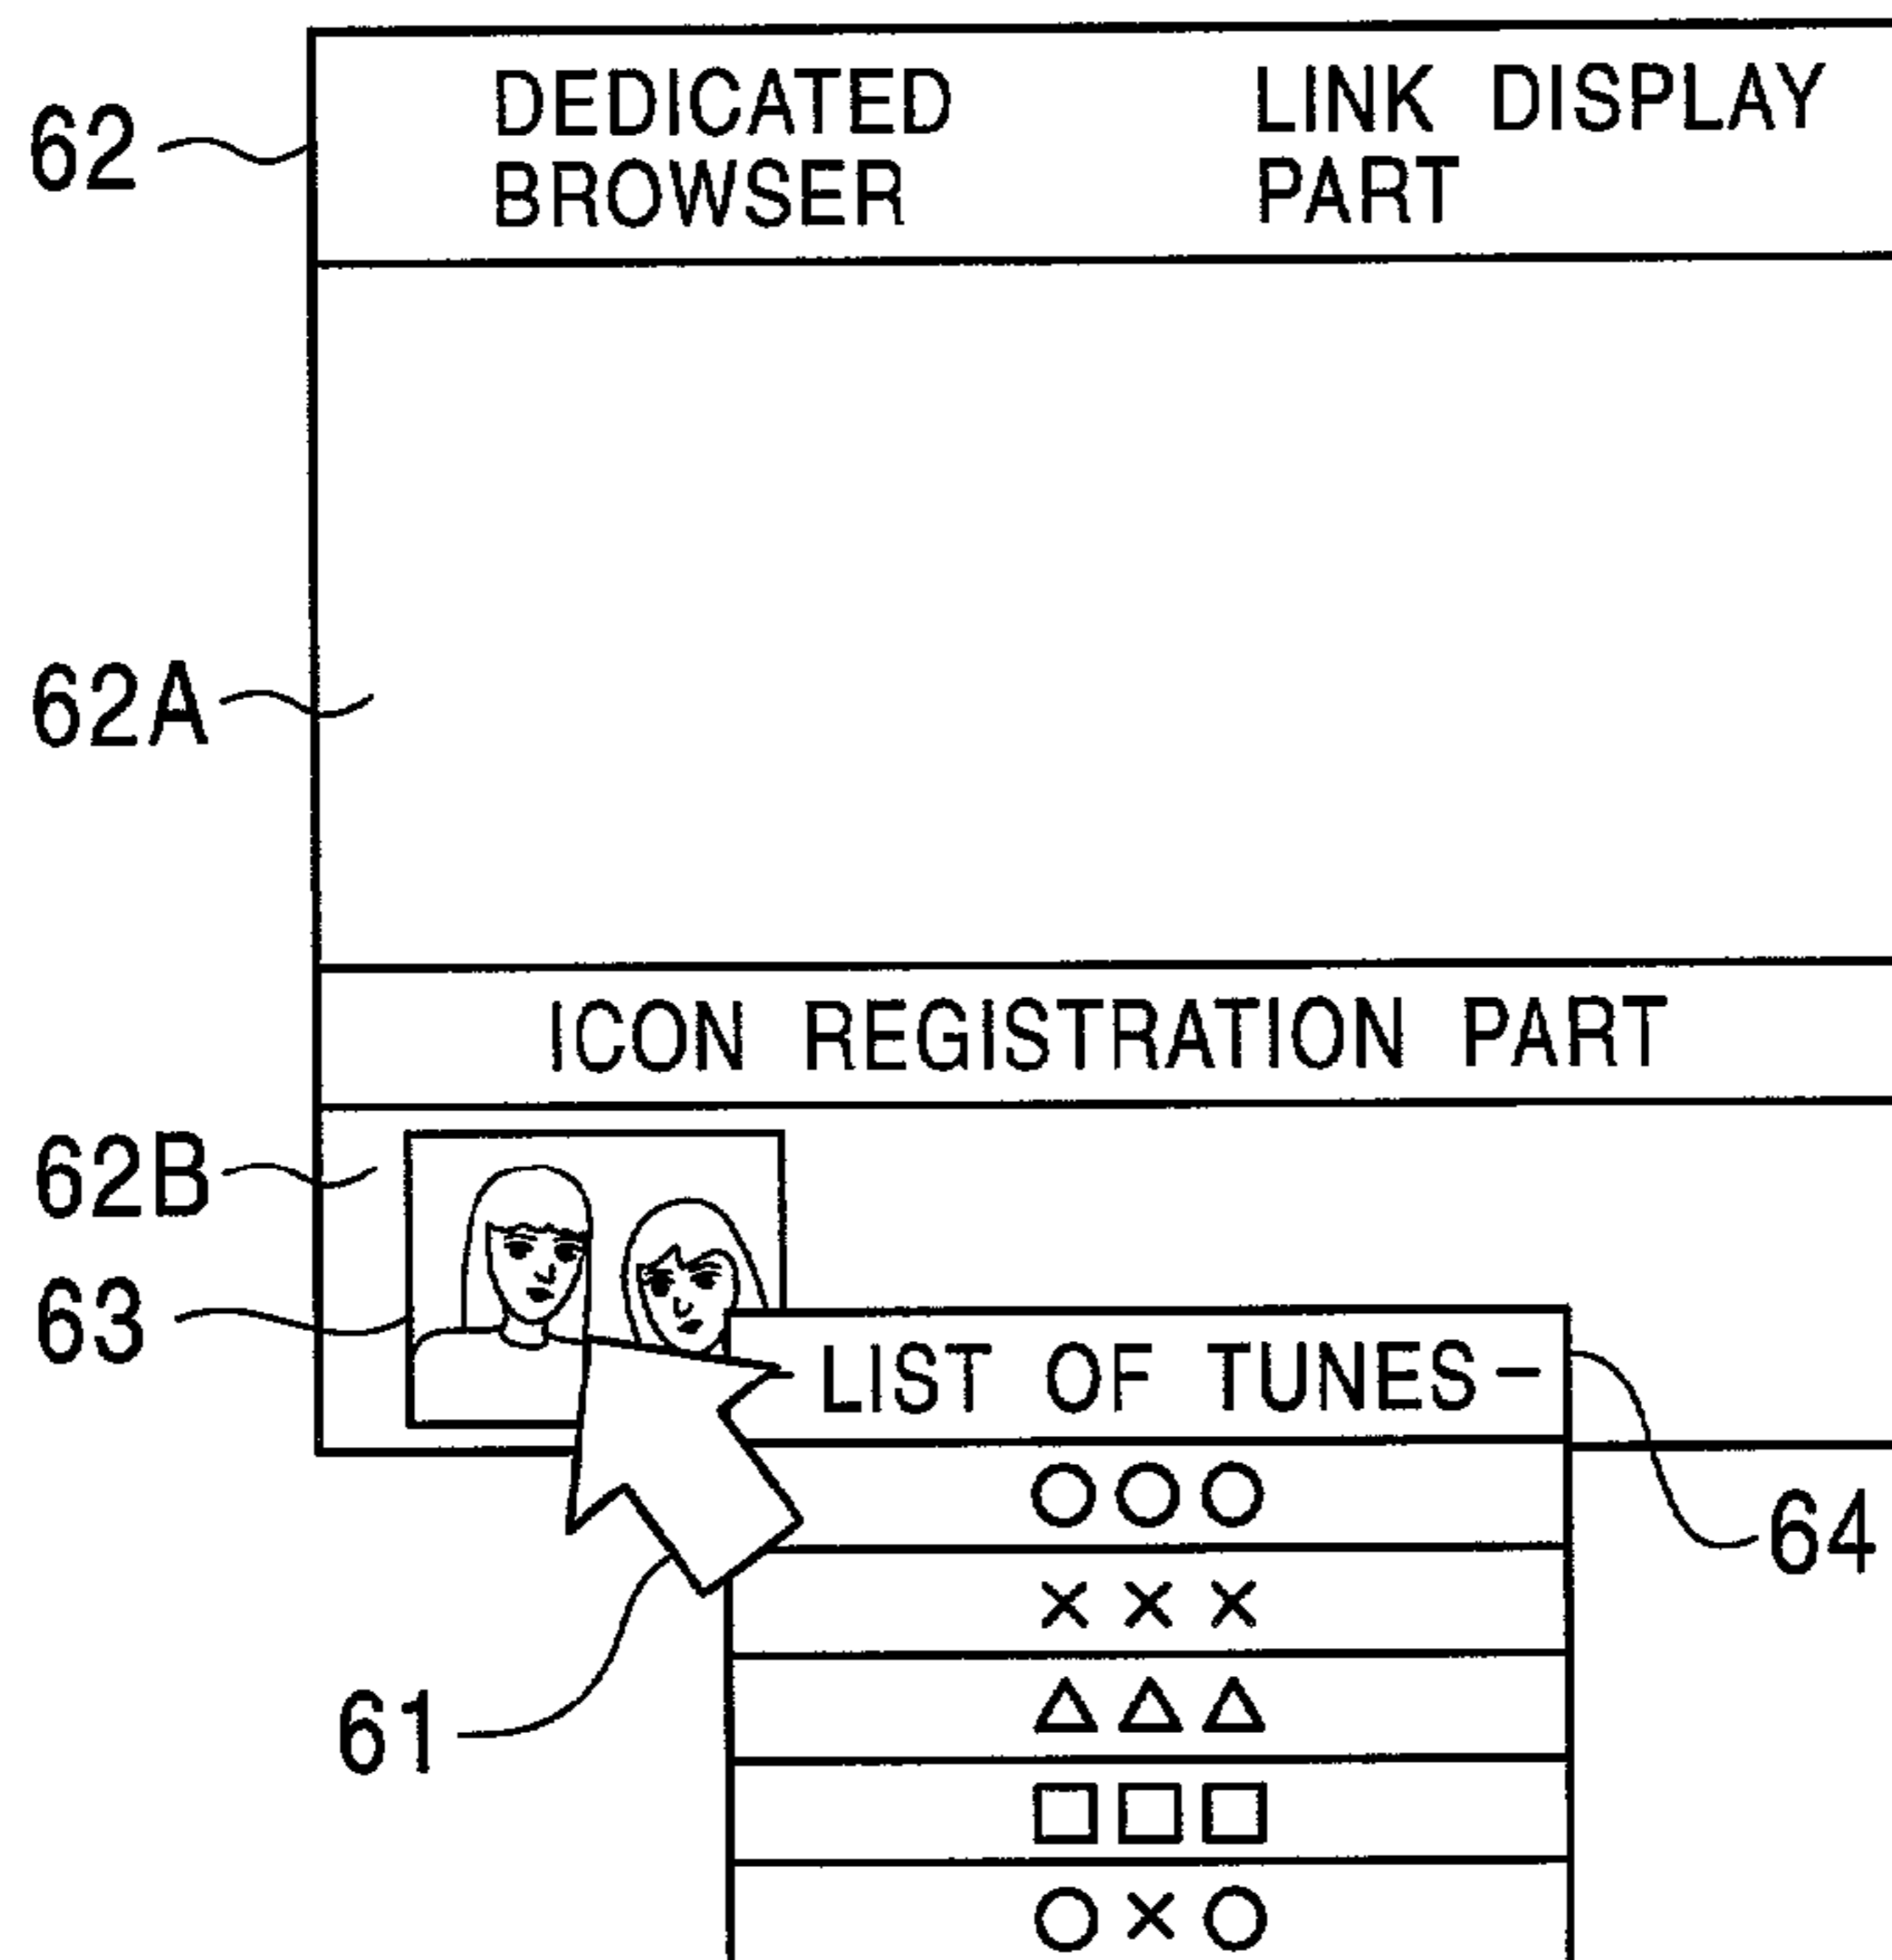 62
DEDICATED
BROWSER
LINK DISPLAY
PART
62A
ICON REGISTRATION PART
62B
63
LIST OF TUNES-
○○○
64
×××
△△△
61
□□□
○×○